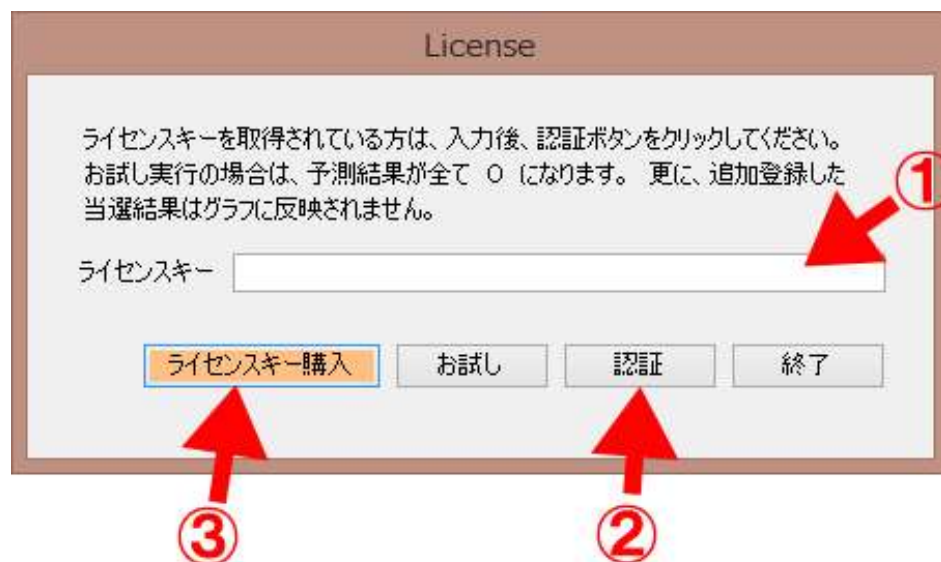 License
ライセンスキーを取得されている方は、入力後、認証ボタンをクリックしてください。
お試し実行の場合は、予測結果が全て 0 になります。 更に、追加登録した
当選結果はグラフに反映されません。
①
ライセンスキー
ライセンスキー購入 お試し 認証 終了
③ ②